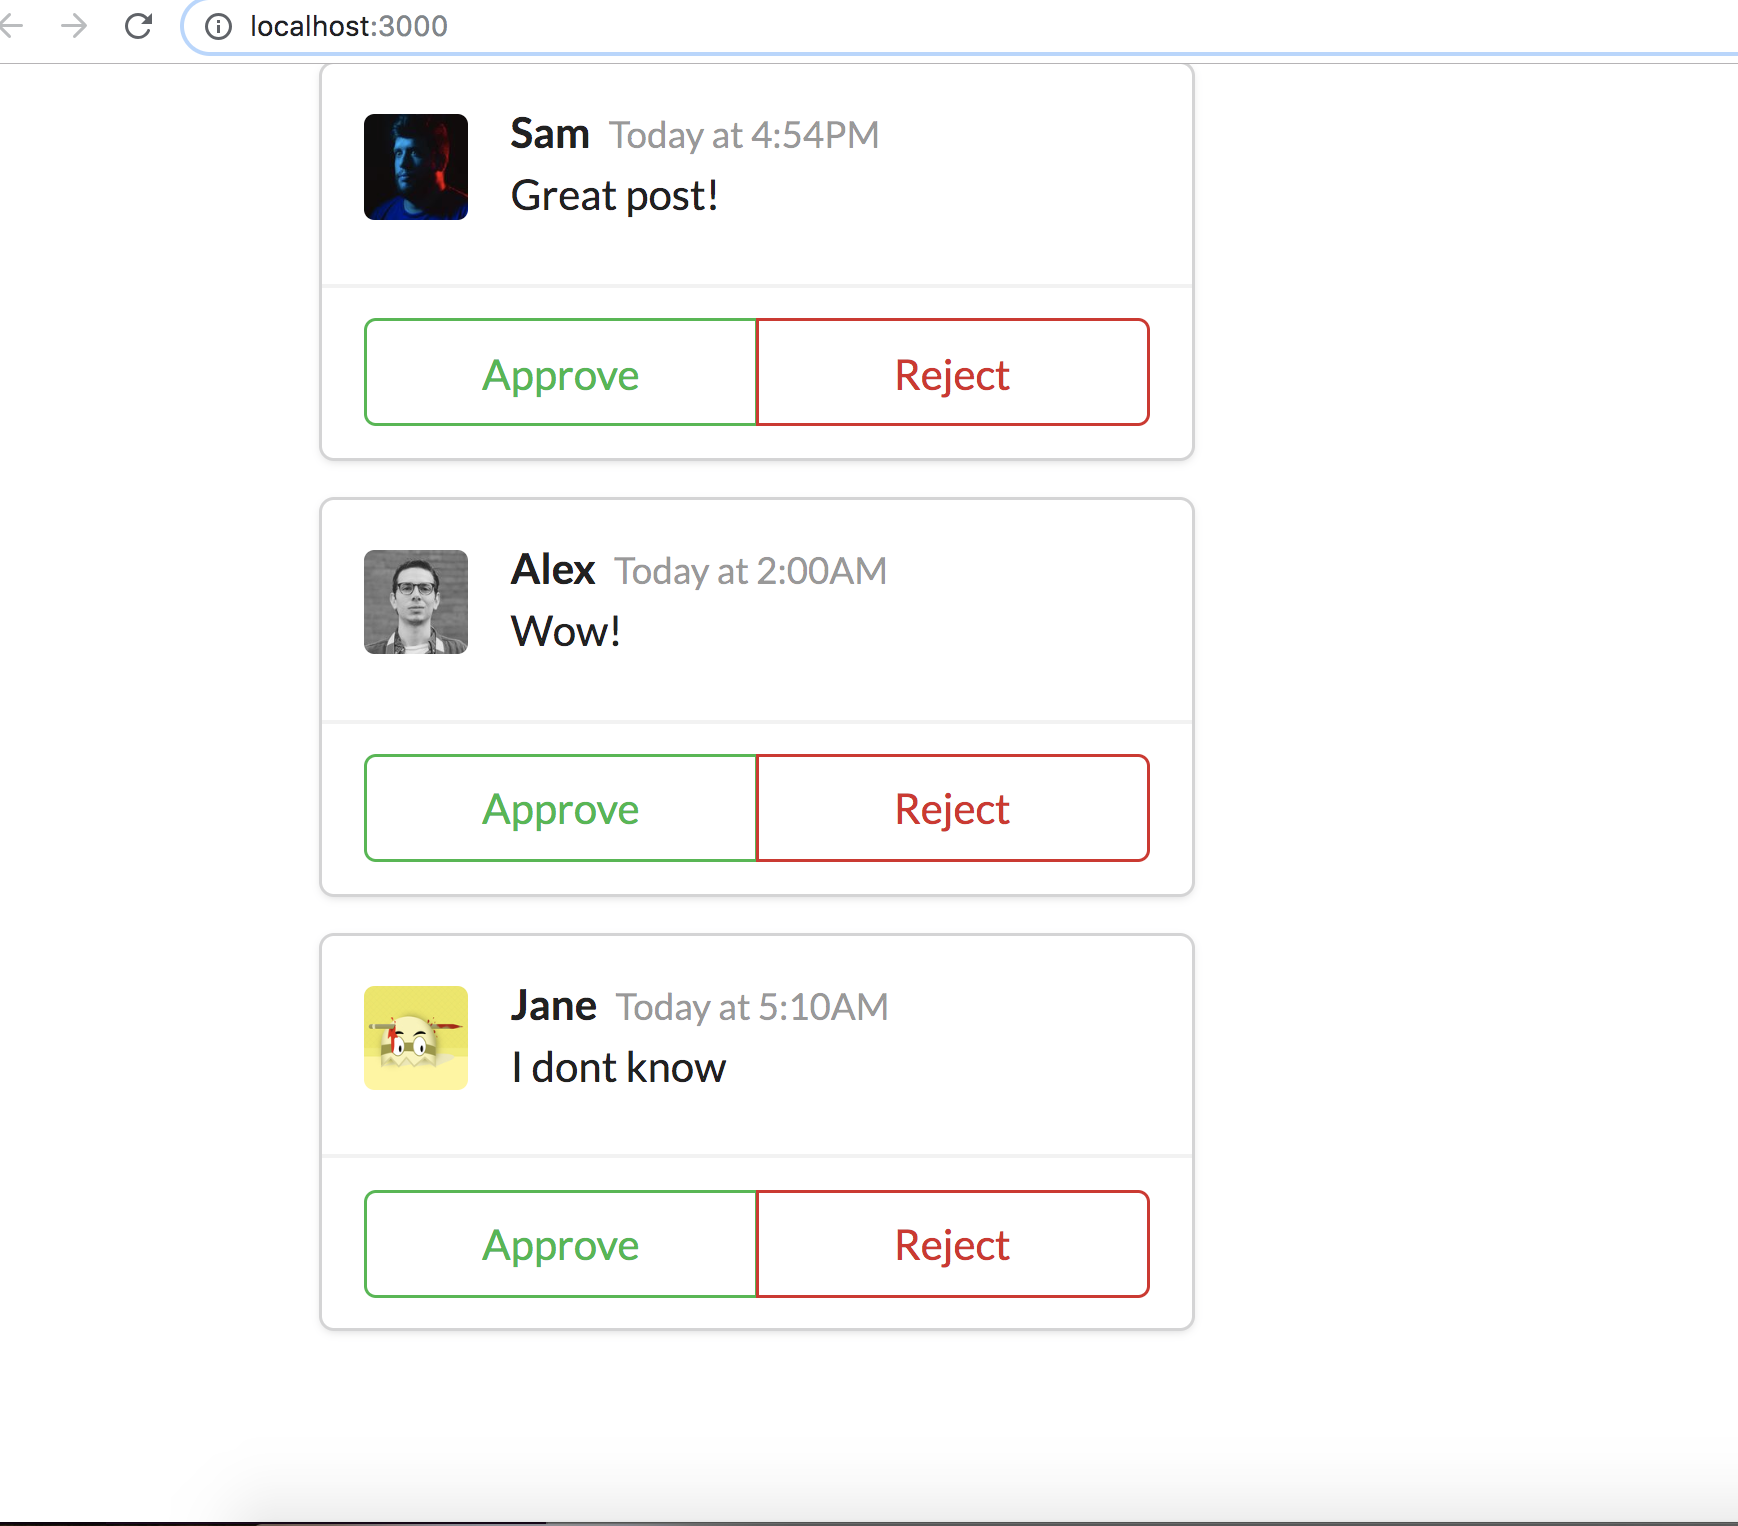 localhost:3000
Sam Today at 4:54PM
Great post!
Approve Reject
Alex Today at 2:00AM
Wow!
Approve Reject
Jane Today at 5:10AM
I dont know
Approve Reject